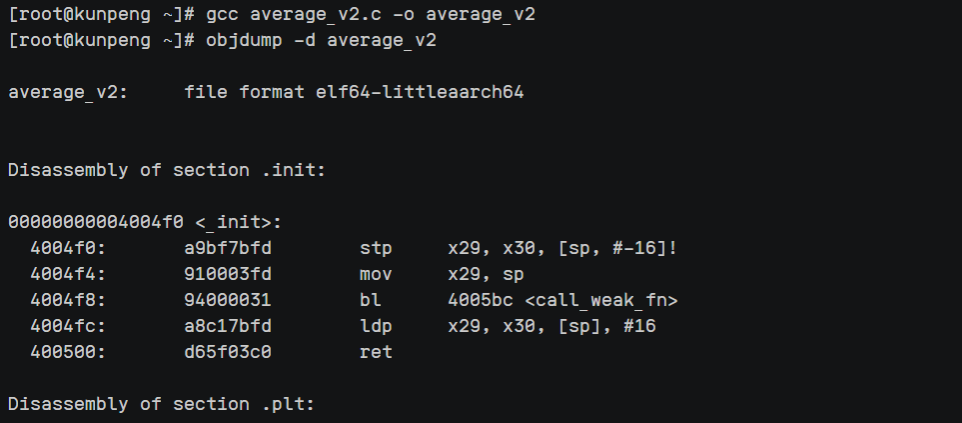 [root@kunpeng ~]# gcc average_v2.c -o average_v2
[root@kunpeng ~]# objdump -d average_v2
average_v2:     file format elf64-littleaarch64
Disassembly of section .init:
00000000004004f0 <_init>:
  4004f0:       a9bf7bfd        stp     x29, x30, [sp, #-16]!
  4004f4:       910003fd        mov     x29, sp
  4004f8:       94000031        bl      4005bc <call_weak_fn>
  4004fc:       a8c17bfd        ldp     x29, x30, [sp], #16
  400500:       d65f03c0        ret
Disassembly of section .plt: